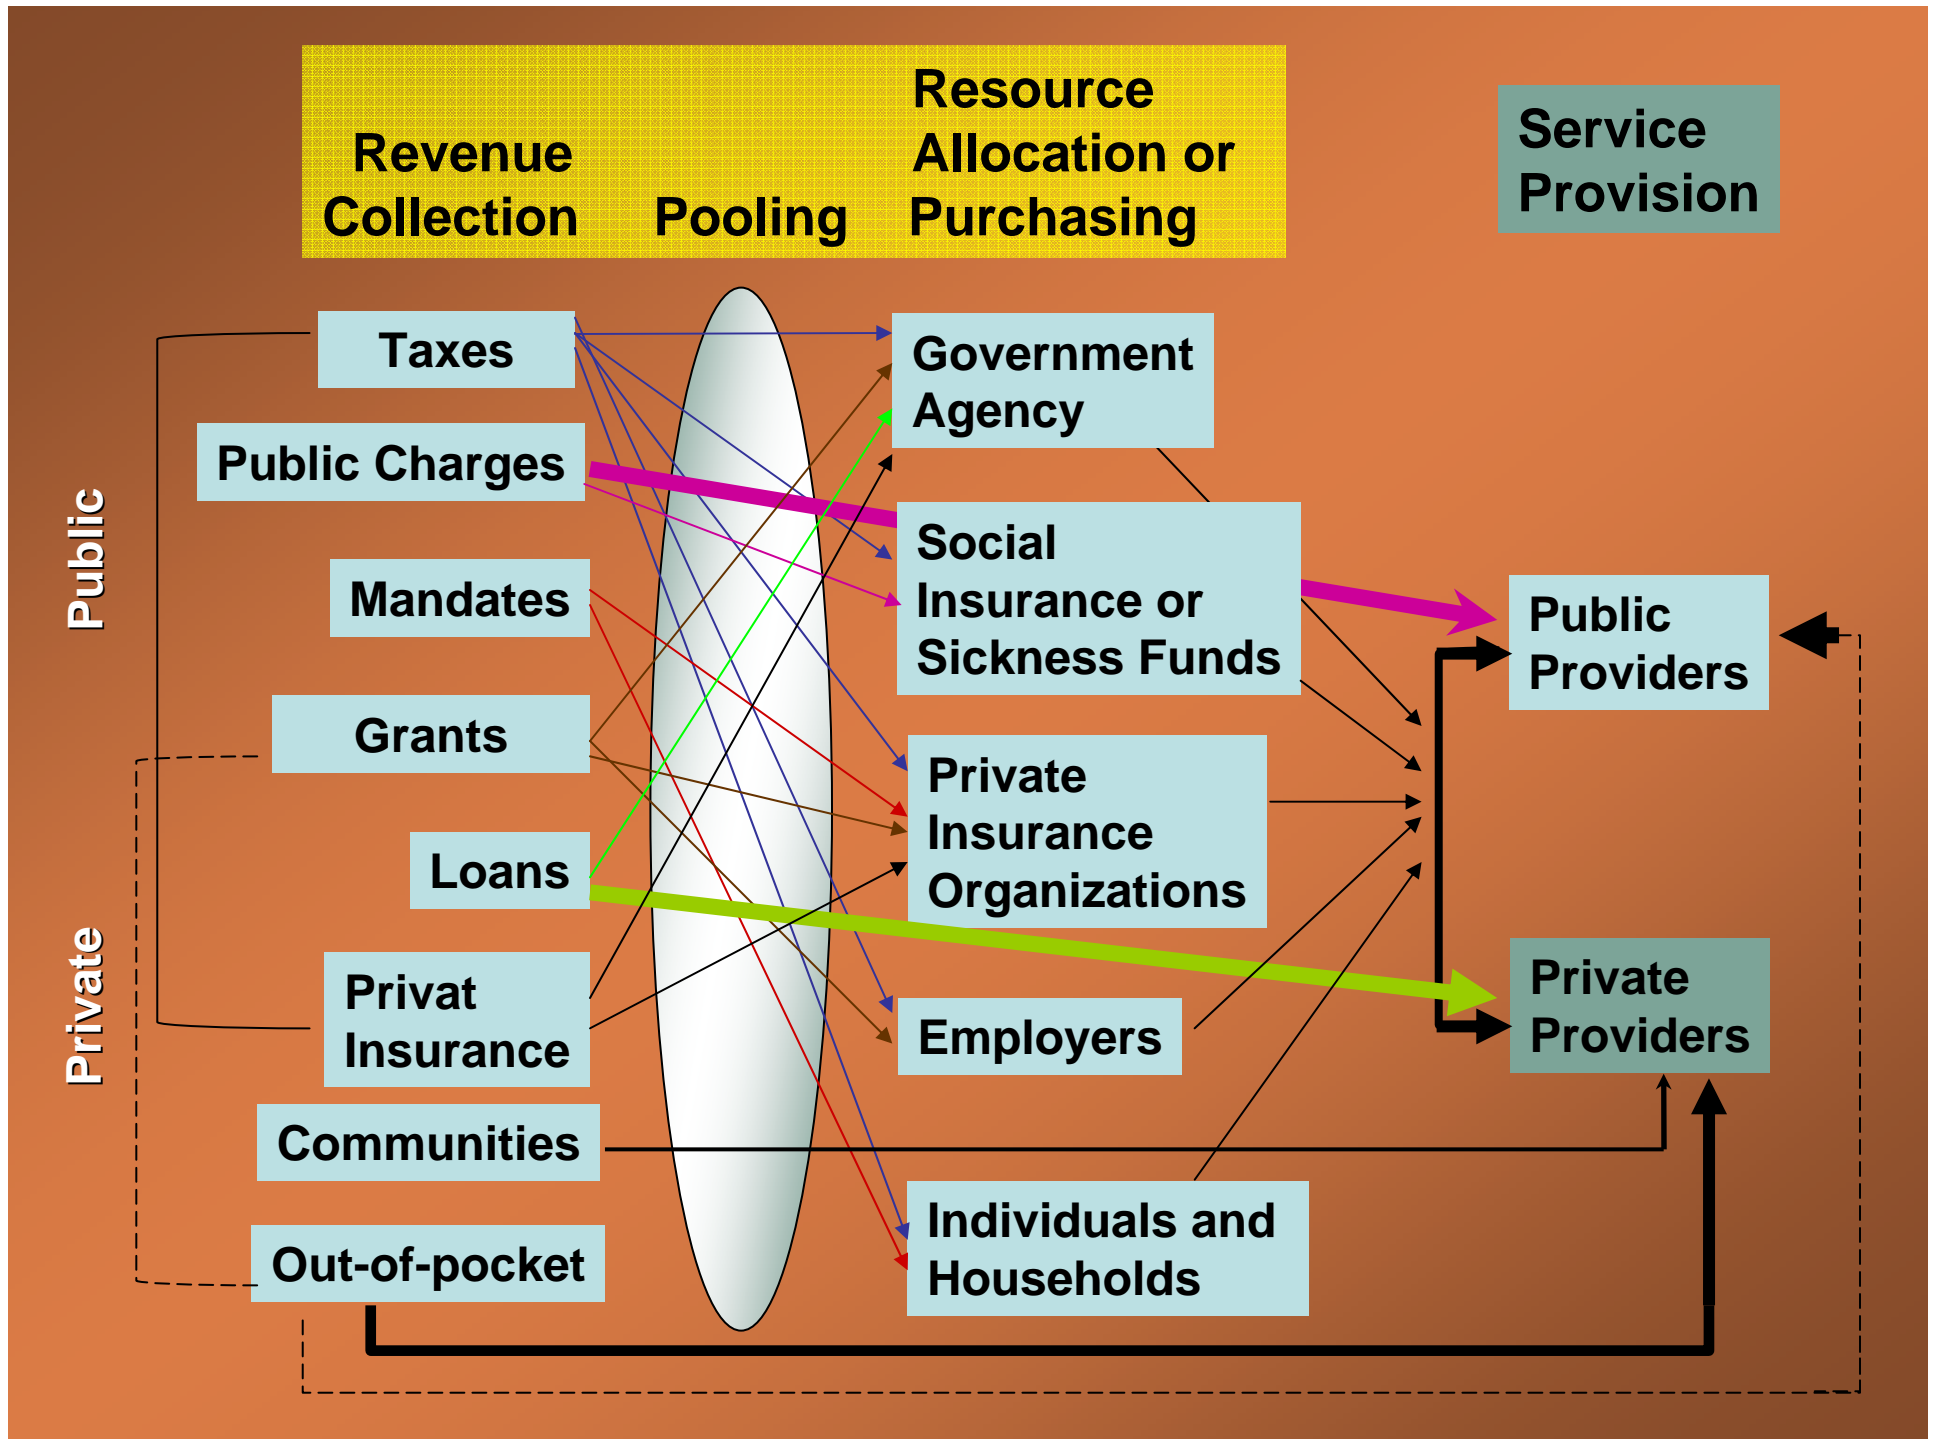 Revenue
Collection
Pooling
Resource
Allocation or
Purchasing
Service
Provision
Public
Private
Taxes
Public Charges
Mandates
Grants
Loans
Privat
Insurance
Communities
Out-of-pocket
Government
Agency
Social
Insurance or
Sickness Funds
Private
Insurance
Organizations
Employers
Individuals and
Households
Public
Providers
Private
Providers